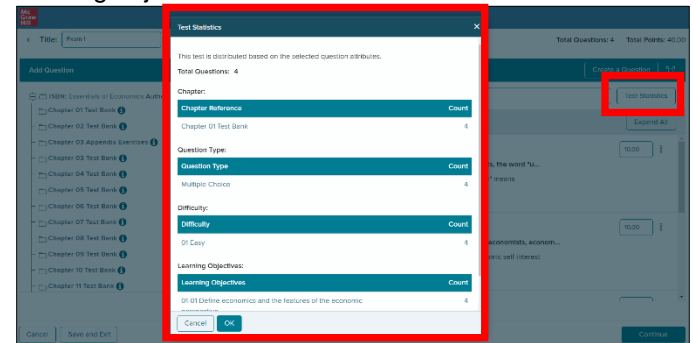 Mc
Graw
Hill
Title: Exam 1
Total Questions: 4 Total Points: 40.00
Add Question
Create a Question
ISBN: Essentials of Economics
Test Statistics
Expand All
Chapter 01 Test Bank
Chapter 02 Test Bank
Chapter 03 Appendix Exercises
Chapter 03 Test Bank
Chapter 04 Test Bank
Chapter 05 Test Bank
Chapter 06 Test Bank
Chapter 07 Test Bank
Chapter 08 Test Bank
Chapter 09 Test Bank
Chapter 10 Test Bank
Chapter 11 Test Bank
Test Statistics ×
This test is distributed based on the selected question attributes.
Total Questions: 4
Chapter:
Chapter Reference Count
Chapter 01 Test Bank 4
Question Type:
Question Type Count
Multiple Choice 4
Difficulty:
Difficulty Count
01 Easy 4
Learning Objectives:
Learning Objectives Count
01-01 Define economics and the features of the economic 4
Cancel OK
10.00
s, the word "u...
" means
10.00
economists, econom...
omic self interest
Cancel Save and Exit Continue